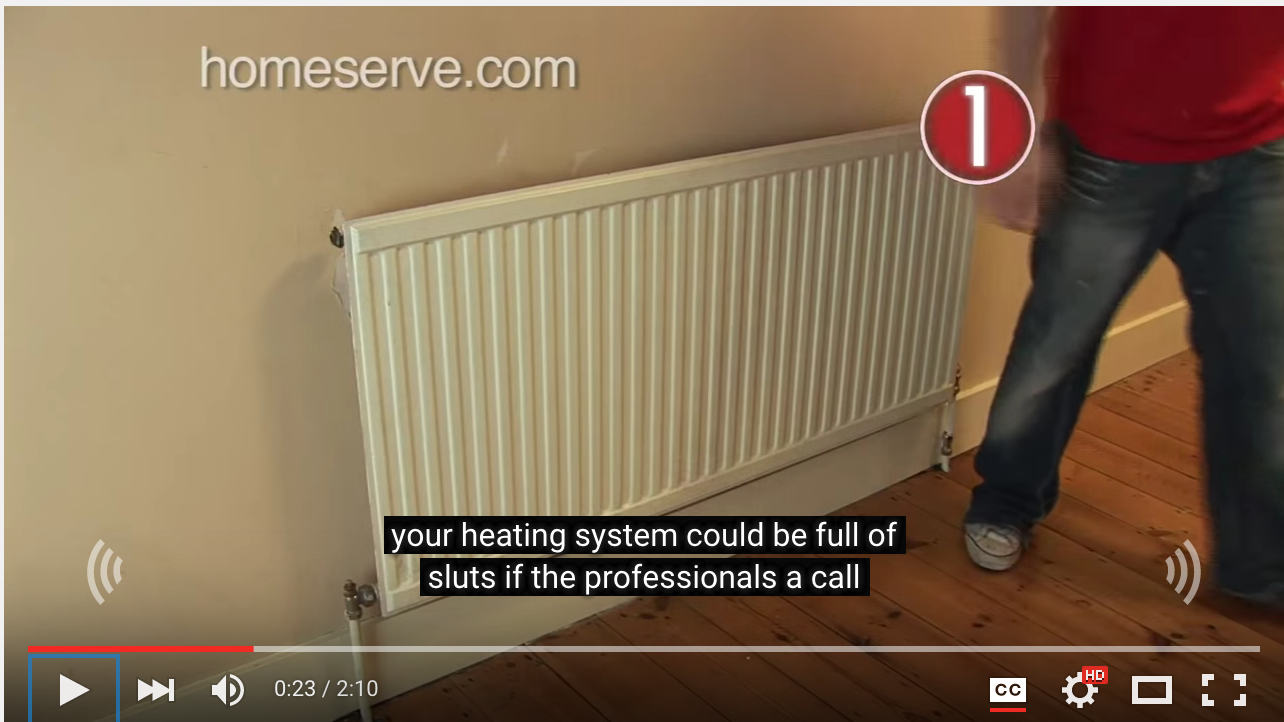 homeserve.com
1
your heating system could be full of
sluts if the professionals a call
0:23 / 2:10
CC
HD